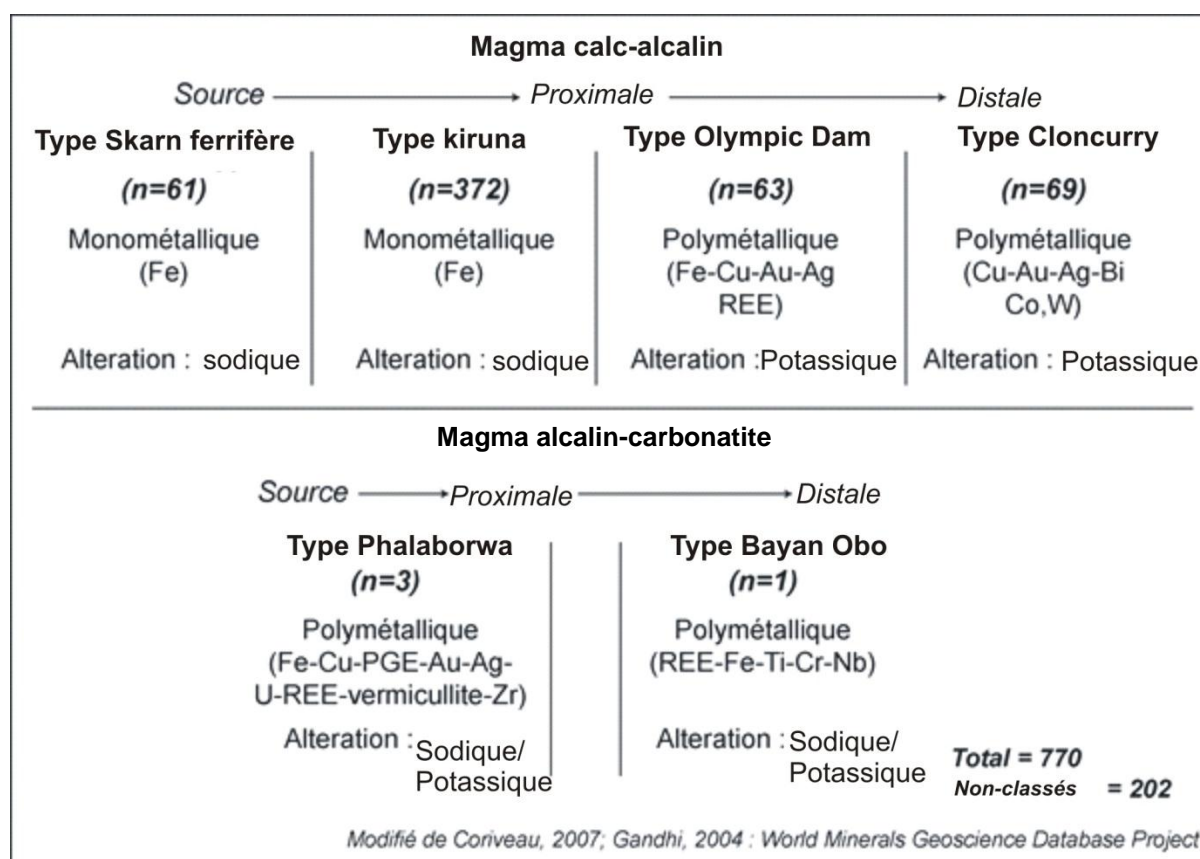 Magma calc-alcalin
Source Proximale Distale
Type Skarn ferrifère
(n=61)
Monométallique
(Fe)
Alteration : sodique
Type kiruna
(n=372)
Monométallique
(Fe)
Alteration : sodique
Type Olympic Dam
(n=63)
Polymétallique
(Fe-Cu-Au-Ag
REE)
Alteration :Potassique
Type Cloncurry
(n=69)
Polymétallique
(Cu-Au-Ag-Bi
Co,W)
Alteration : Potassique
Magma alcalin-carbonatite
Source Proximale Distale
Type Phalaborwa
(n=3)
Polymétallique
(Fe-Cu-PGE-Au-Ag-
U-REE-vermicullite-Zr)
Alteration : Sodique/
Potassique
Type Bayan Obo
(n=1)
Polymétallique
(REE-Fe-Ti-Cr-Nb)
Alteration : Sodique/
Potassique
Total = 770
Non-classés = 202
Modifié de Coriveau, 2007; Gandhi, 2004 : World Minerals Geoscience Database Project